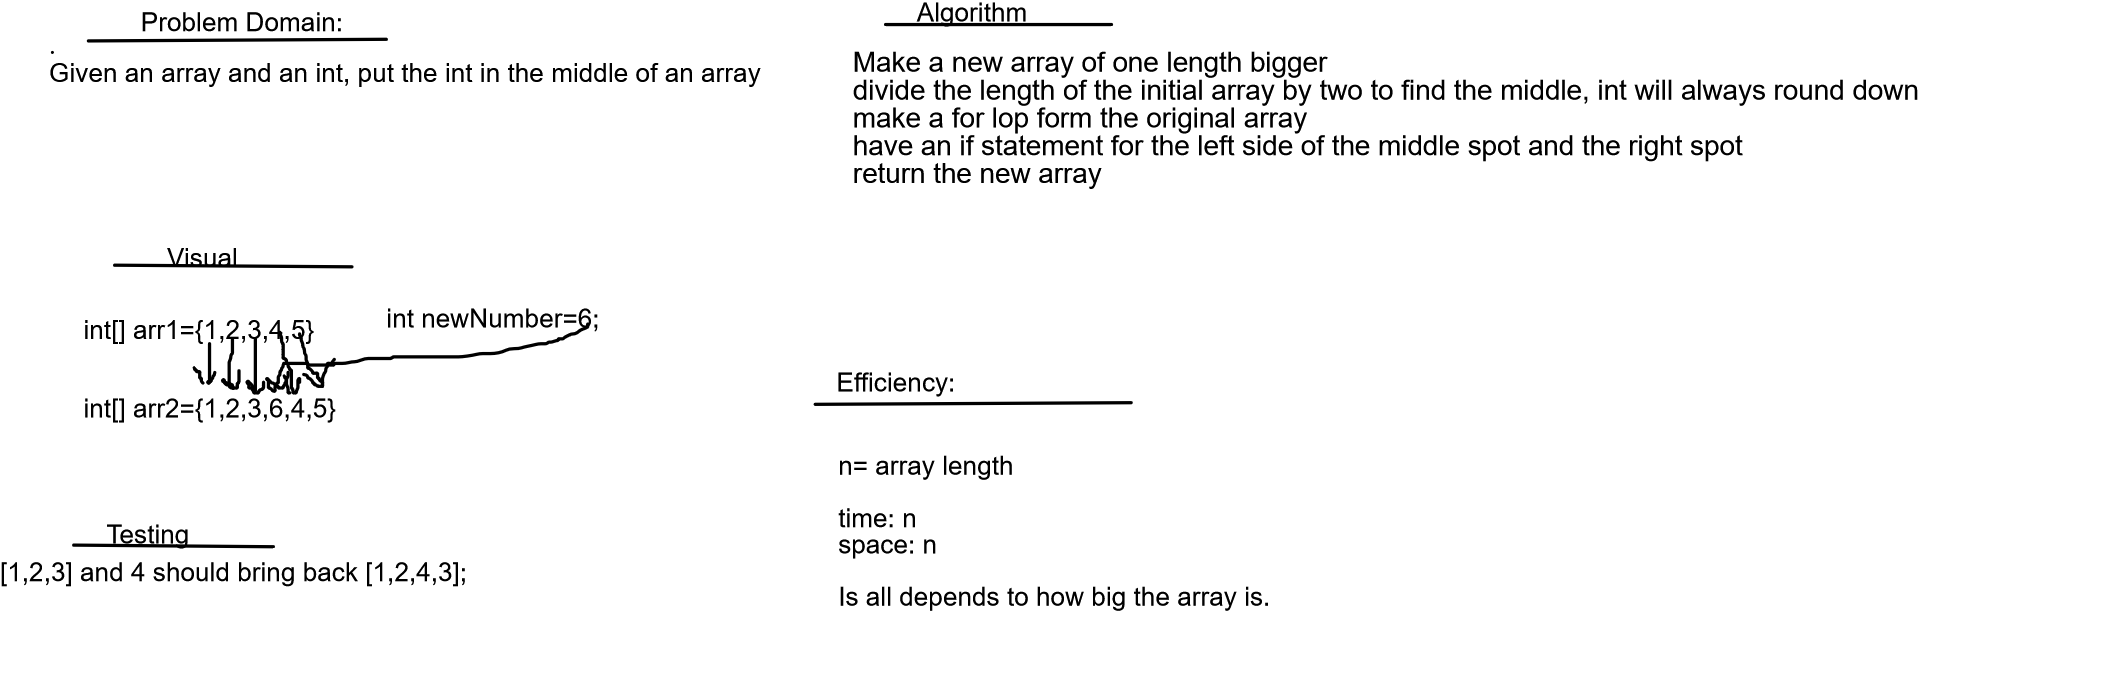 Problem Domain:
Given an array and an int, put the int in the middle of an array
Visual
int[] arr1={1,2,3,4,5}
int newNumber=6;
int[] arr2={1,2,3,6,4,5}
Testing
[1,2,3] and 4 should bring back [1,2,4,3];
Algorithm
Make a new array of one length bigger
divide the length of the initial array by two to find the middle, int will always round down
make a for lop form the original array
have an if statement for the left side of the middle spot and the right spot
return the new array
Efficiency:
n= array length
time: n
space: n
Is all depends to how big the array is.